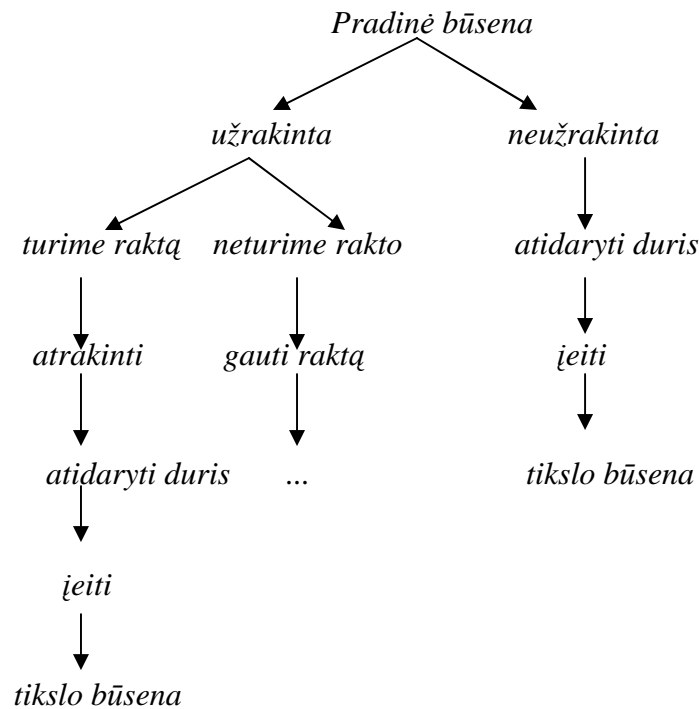 Pradinė būsena
užrakinta neužrakinta
turime raktą neturime rakto atidaryti duris
atrakinti gauti raktą įeiti
atidaryti duris ... tikslo būsena
įeiti
tikslo būsena